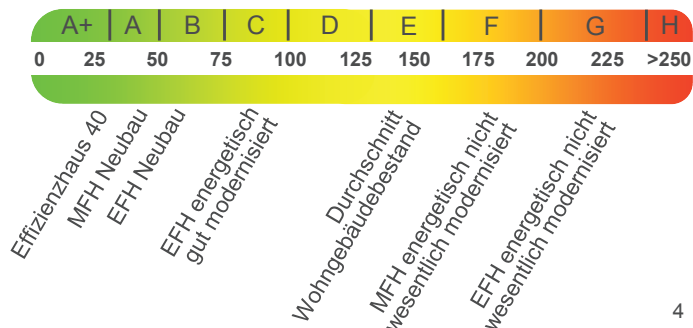 A+ A B C D E F G H
0 25 50 75 100 125 150 175 200 225 >250
Effizienzhaus 40
MFH Neubau
EFH Neubau
EFH energetisch
gut modernisiert
Durchschnitt
Wohngebäudebestand
MFH energetisch nicht
wesentlich modernisiert
EFH energetisch nicht
wesentlich modernisiert
4